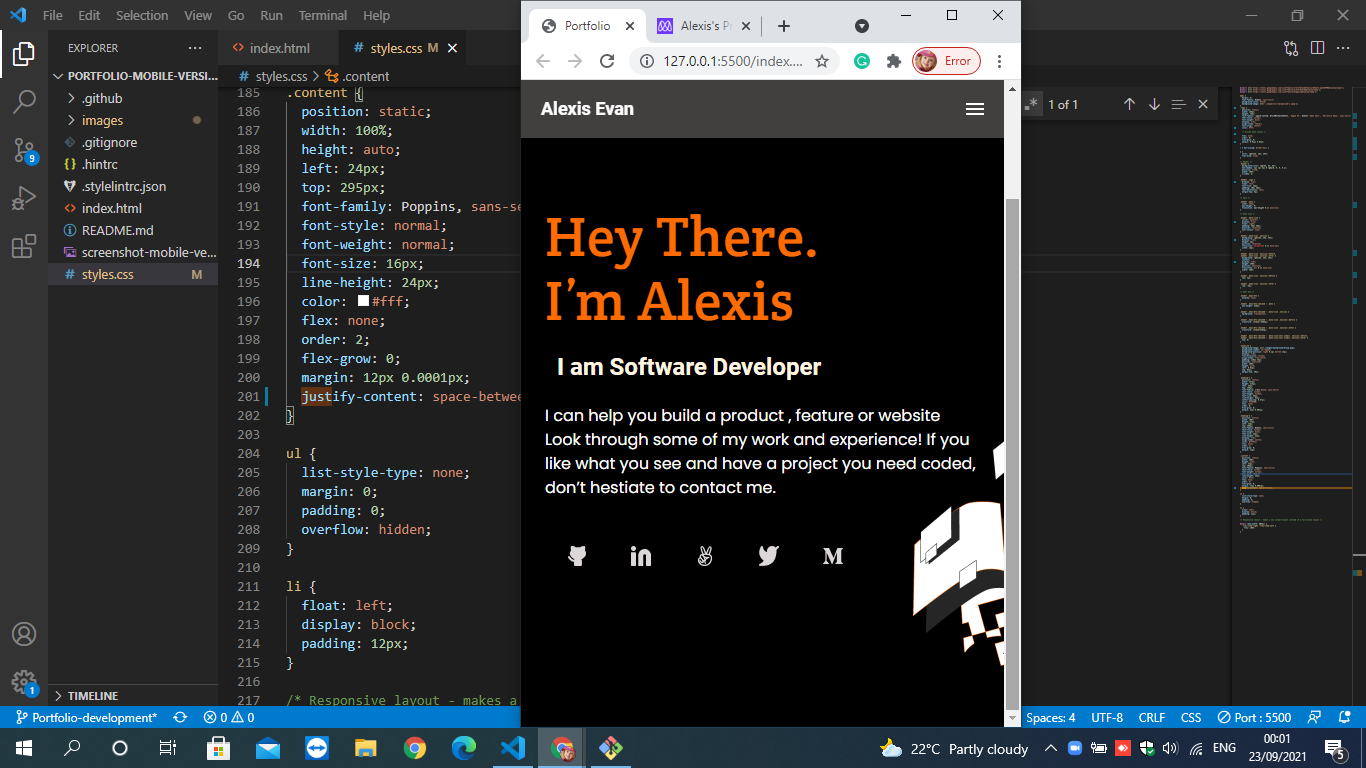 File Edit Selection View Go Run Terminal Help
EXPLORER
PORTFOLIO-MOBILE-VERSI...
.github
images
.gitignore
.hintrc
.stylelintrc.json
index.html
README.md
screenshot-mobile-ve...
styles.css M
TIMELINE
index.html
styles.css M
styles.css > .content
185 .content {
186 position: static;
187 width: 100%;
188 height: auto;
189 left: 24px;
190 top: 295px;
191 font-family: Poppins, sans-se
192 font-style: normal;
193 font-weight: normal;
194 font-size: 16px;
195 line-height: 24px;
196 color: #fff;
197 flex: none;
198 order: 2;
199 flex-grow: 0;
200 margin: 12px 0.0001px;
201 justify-content: space-betwee
202 }
203
204 ul {
205 list-style-type: none;
206 margin: 0;
207 padding: 0;
208 overflow: hidden;
209 }
210
211 li {
212 float: left;
213 display: block;
214 padding: 12px;
215 }
216
217 /* Responsive layout - makes a
Portfolio
Alexis's Pr
127.0.0.1:5500/index....
Error
Alexis Evan
Hey There.
I’m Alexis
I am Software Developer
I can help you build a product , feature or website
Look through some of my work and experience! If you
like what you see and have a project you need coded,
don’t hestiate to contact me.
1 of 1
9
1
Portfolio-development* 0 0
Spaces: 4 UTF-8 CRLF CSS Port : 5500
22°C Partly cloudy
ENG
00:01
23/09/2021
5